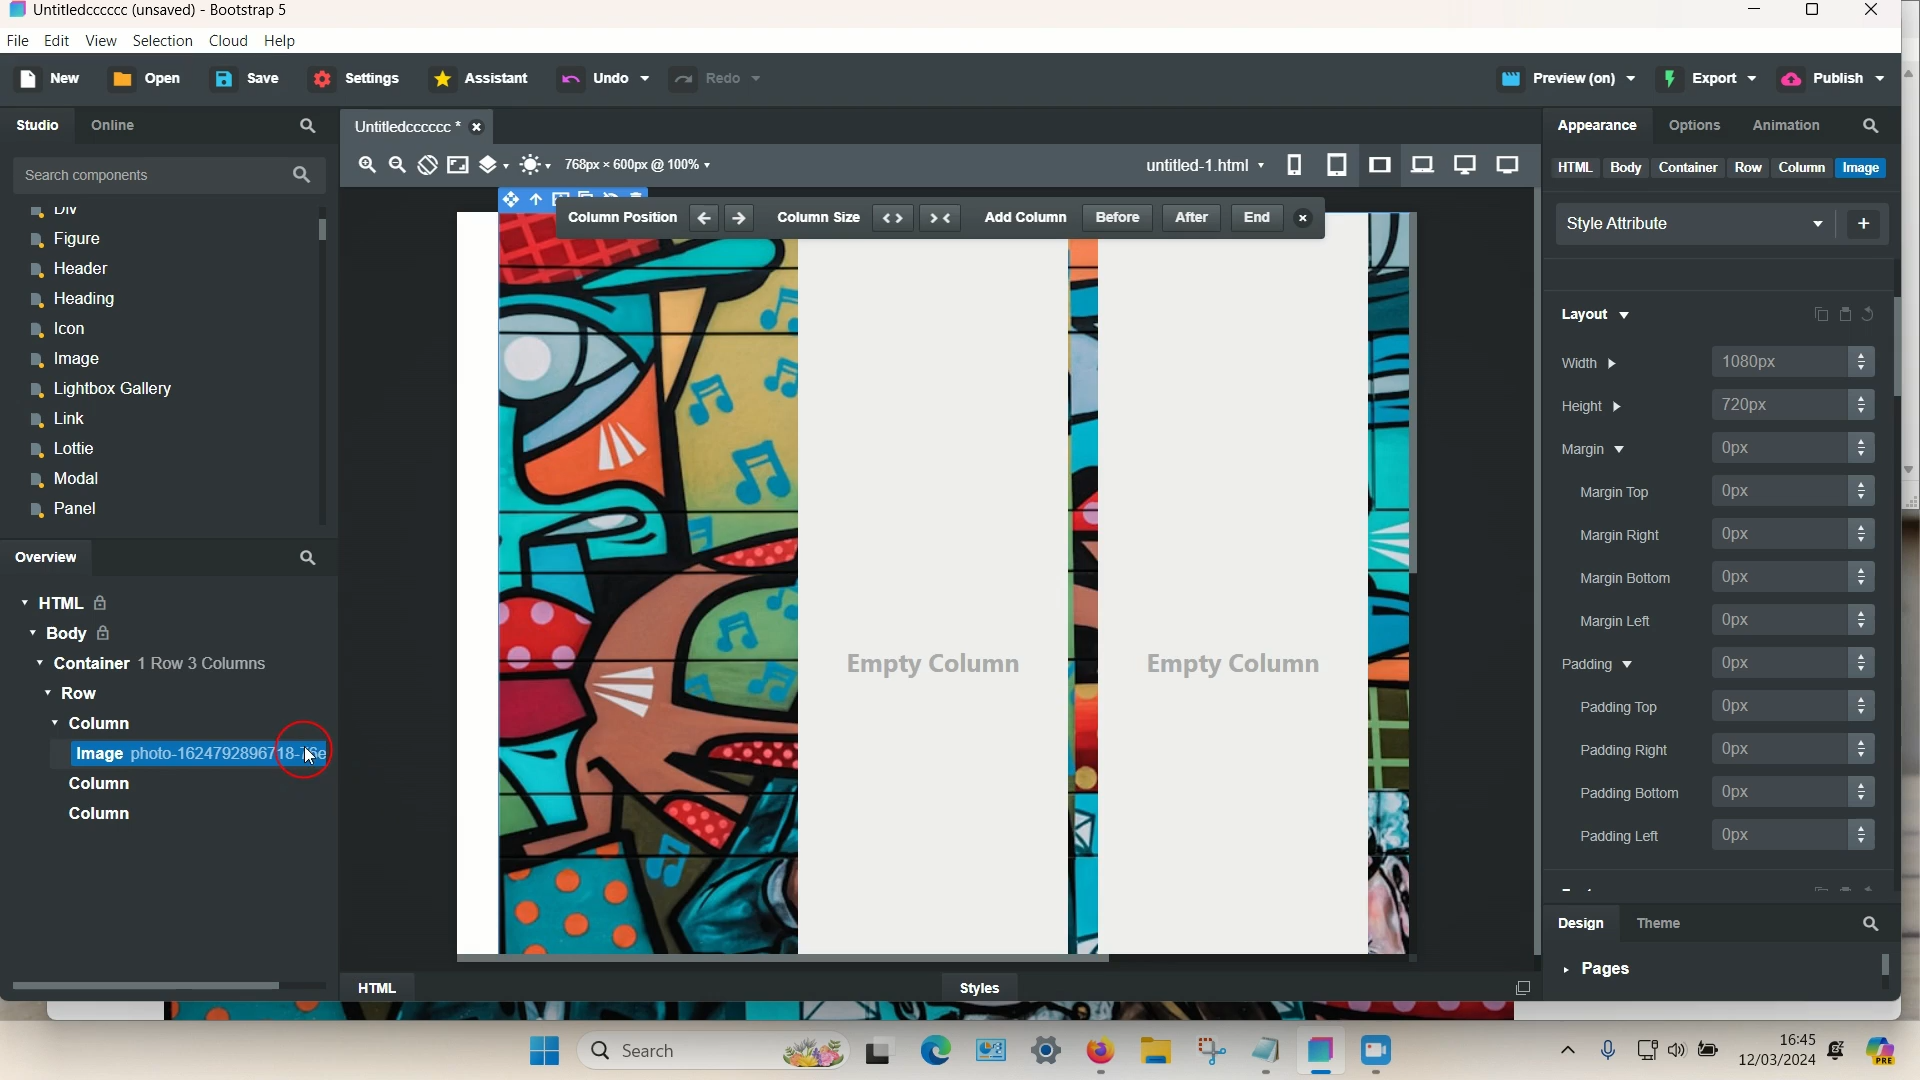 Untitledcccccc (unsaved) - Bootstrap 5
File Edit View Selection Cloud Help
New Open Save Settings Assistant Undo Redo Preview (on) Export Publish
Studio Online
Search components
Div
Figure
Header
Heading
Icon
Image
Lightbox Gallery
Link
Lottie
Modal
Panel
Overview
HTML
Body
Container 1 Row 3 Columns
Row
Column
Image photo-1624792896718-
Column
Column
Untitledcccccc *
768px × 600px @ 100%
untitled-1.html
Column Position Column Size Add Column Before After End
Empty Column Empty Column
HTML Styles
Appearance Options Animation
HTML Body Container Row Column Image
Style Attribute
Layout
Width 1080px
Height 720px
Margin 0px
Margin Top 0px
Margin Right 0px
Margin Bottom 0px
Margin Left 0px
Padding 0px
Padding Top 0px
Padding Right 0px
Padding Bottom 0px
Padding Left 0px
Design Theme
Pages
Search
16:45
12/03/2024
PRE